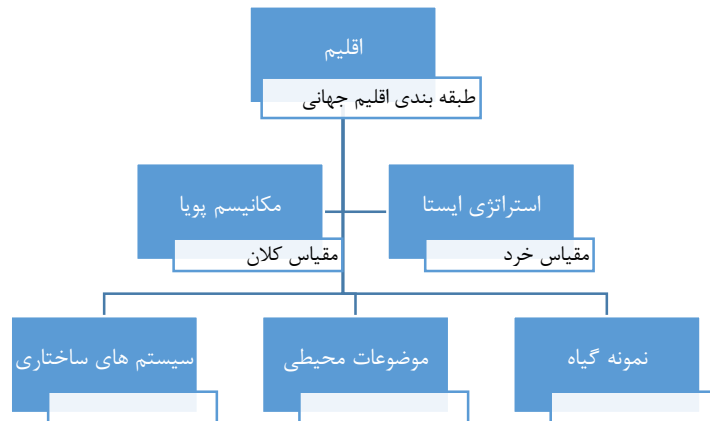 اقلیم
طبقه بندی اقلیم جهانی
استراتژی ایستا
مقیاس خرد
مکانیسم پویا
مقیاس کلان
نمونه گیاه
موضوعات محیطی
سیستم های ساختاری